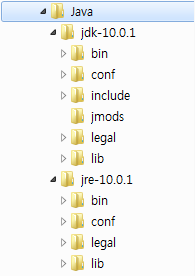 Java
jdk-10.0.1
bin
conf
include
jmods
legal
lib
jre-10.0.1
bin
conf
legal
lib